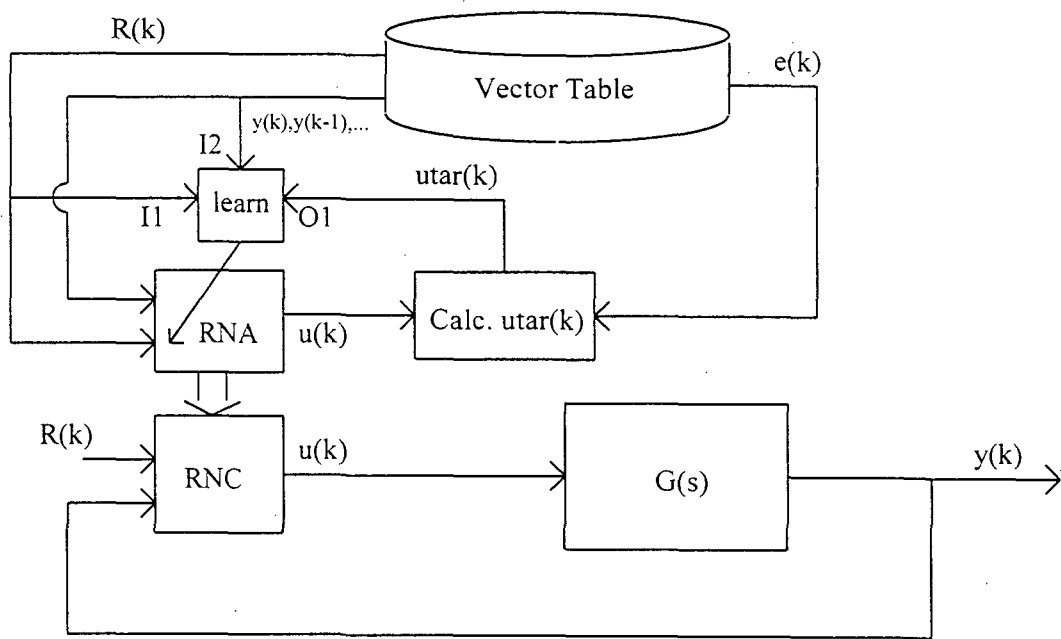 R(k)
e(k)
Vector Table
y(k),y(k-1),...
I2
utar(k)
learn
I1
O1
Calc. utar(k)
RNA
u(k)
R(k)
u(k)
y(k)
RNC
G(s)